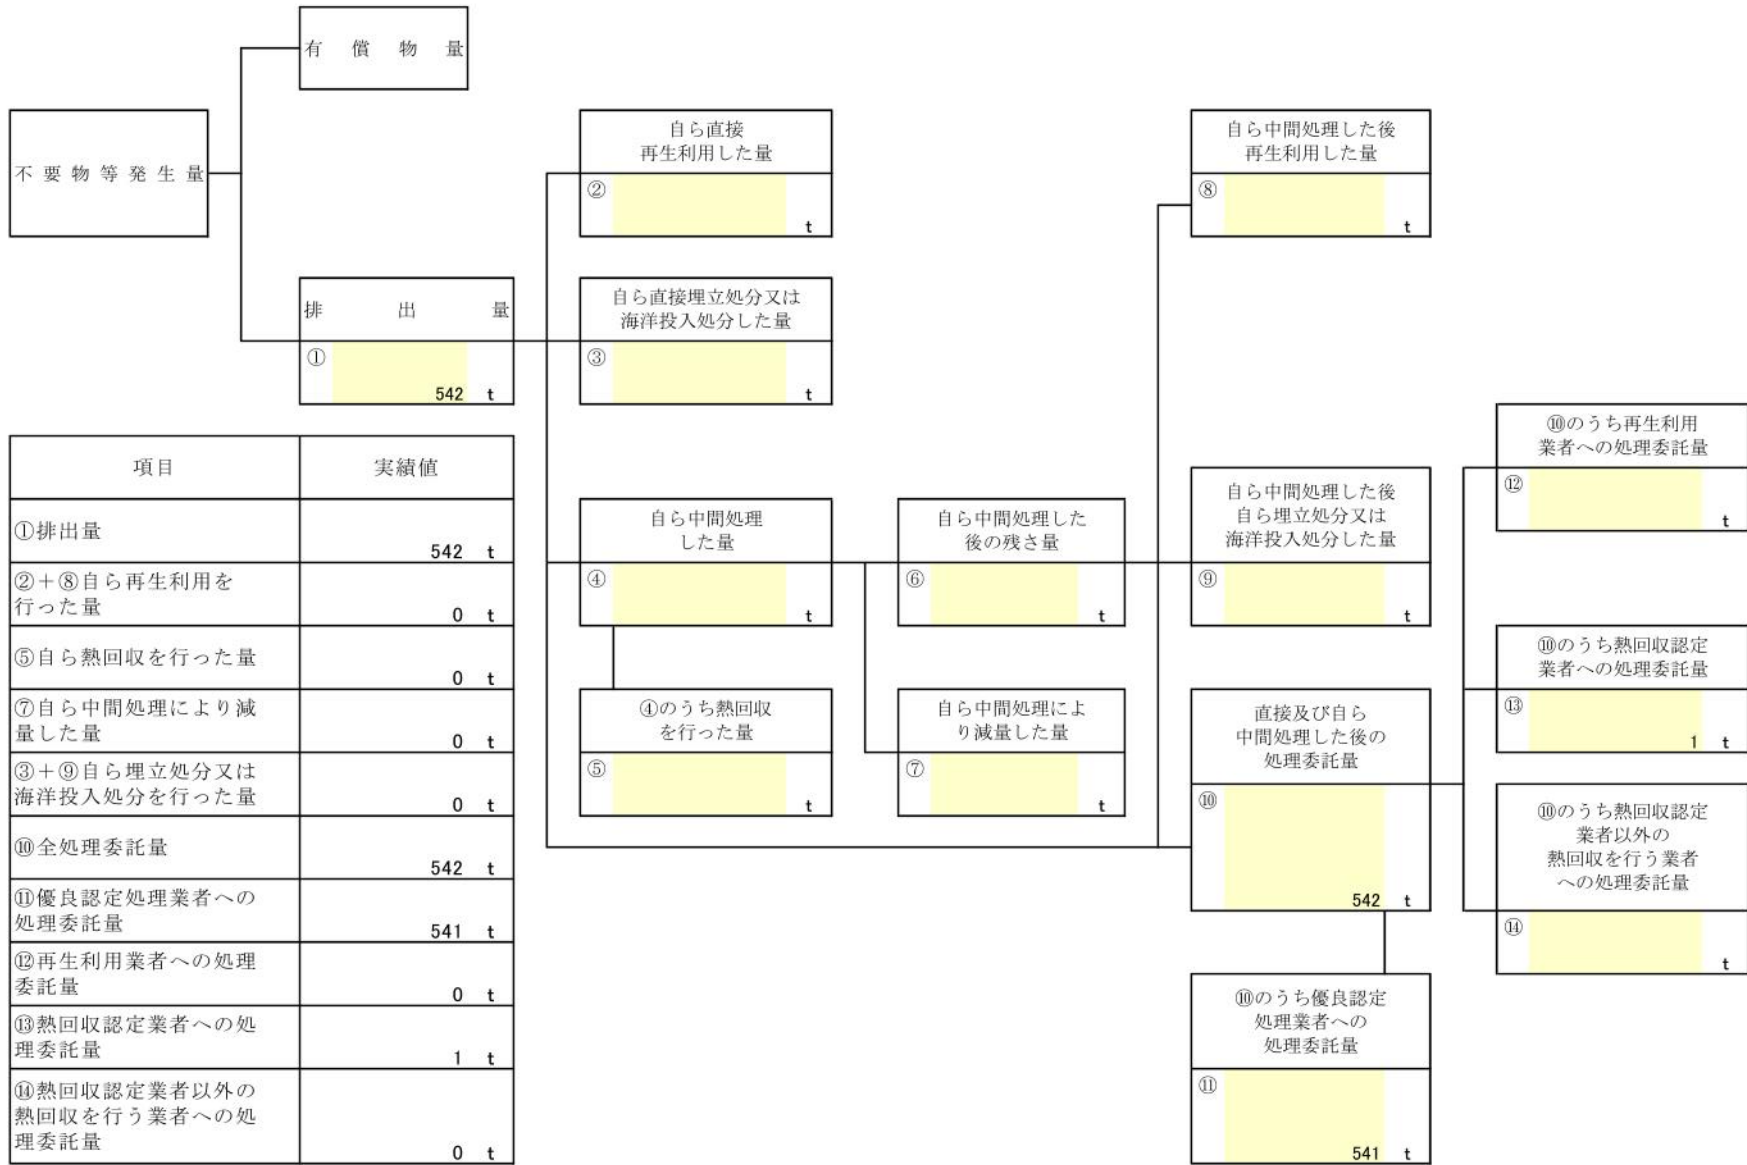 有償物量
不要物等発生量
自ら直接
再生利用した量
②
t
自ら中間処理した後
再生利用した量
⑧
t
排出量
①
542 t
自ら直接埋立処分又は
海洋投入処分した量
③
t
項目 実績値
①排出量
542 t
②＋⑧自ら再生利用を
行った量
0 t
⑤自ら熱回収を行った量
0 t
⑦自ら中間処理により減
量した量
0 t
③＋⑨自ら埋立処分又は
海洋投入処分を行った量
0 t
⑩全処理委託量
542 t
⑪優良認定処理業者への
処理委託量
541 t
⑫再生利用業者への処理
委託量
0 t
⑬熱回収認定業者への処
理委託量
1 t
⑭熱回収認定業者以外の
熱回収を行う業者への処
理委託量
0 t
自ら中間処理
した量
④
t
④のうち熱回収
を行った量
⑤
t
自ら中間処理した
後の残さ量
⑥
t
自ら中間処理によ
り減量した量
⑦
t
自ら中間処理した後
自ら埋立処分又は
海洋投入処分した量
⑨
t
直接及び自ら
中間処理した後の
処理委託量
⑩
542 t
⑩のうち優良認定
処理業者への
処理委託量
⑪
541 t
⑩のうち再生利用
業者への処理委託量
⑫
t
⑩のうち熱回収認定
業者への処理委託量
⑬
1 t
⑩のうち熱回収認定
業者以外の
熱回収を行う業者
への処理委託量
⑭
t